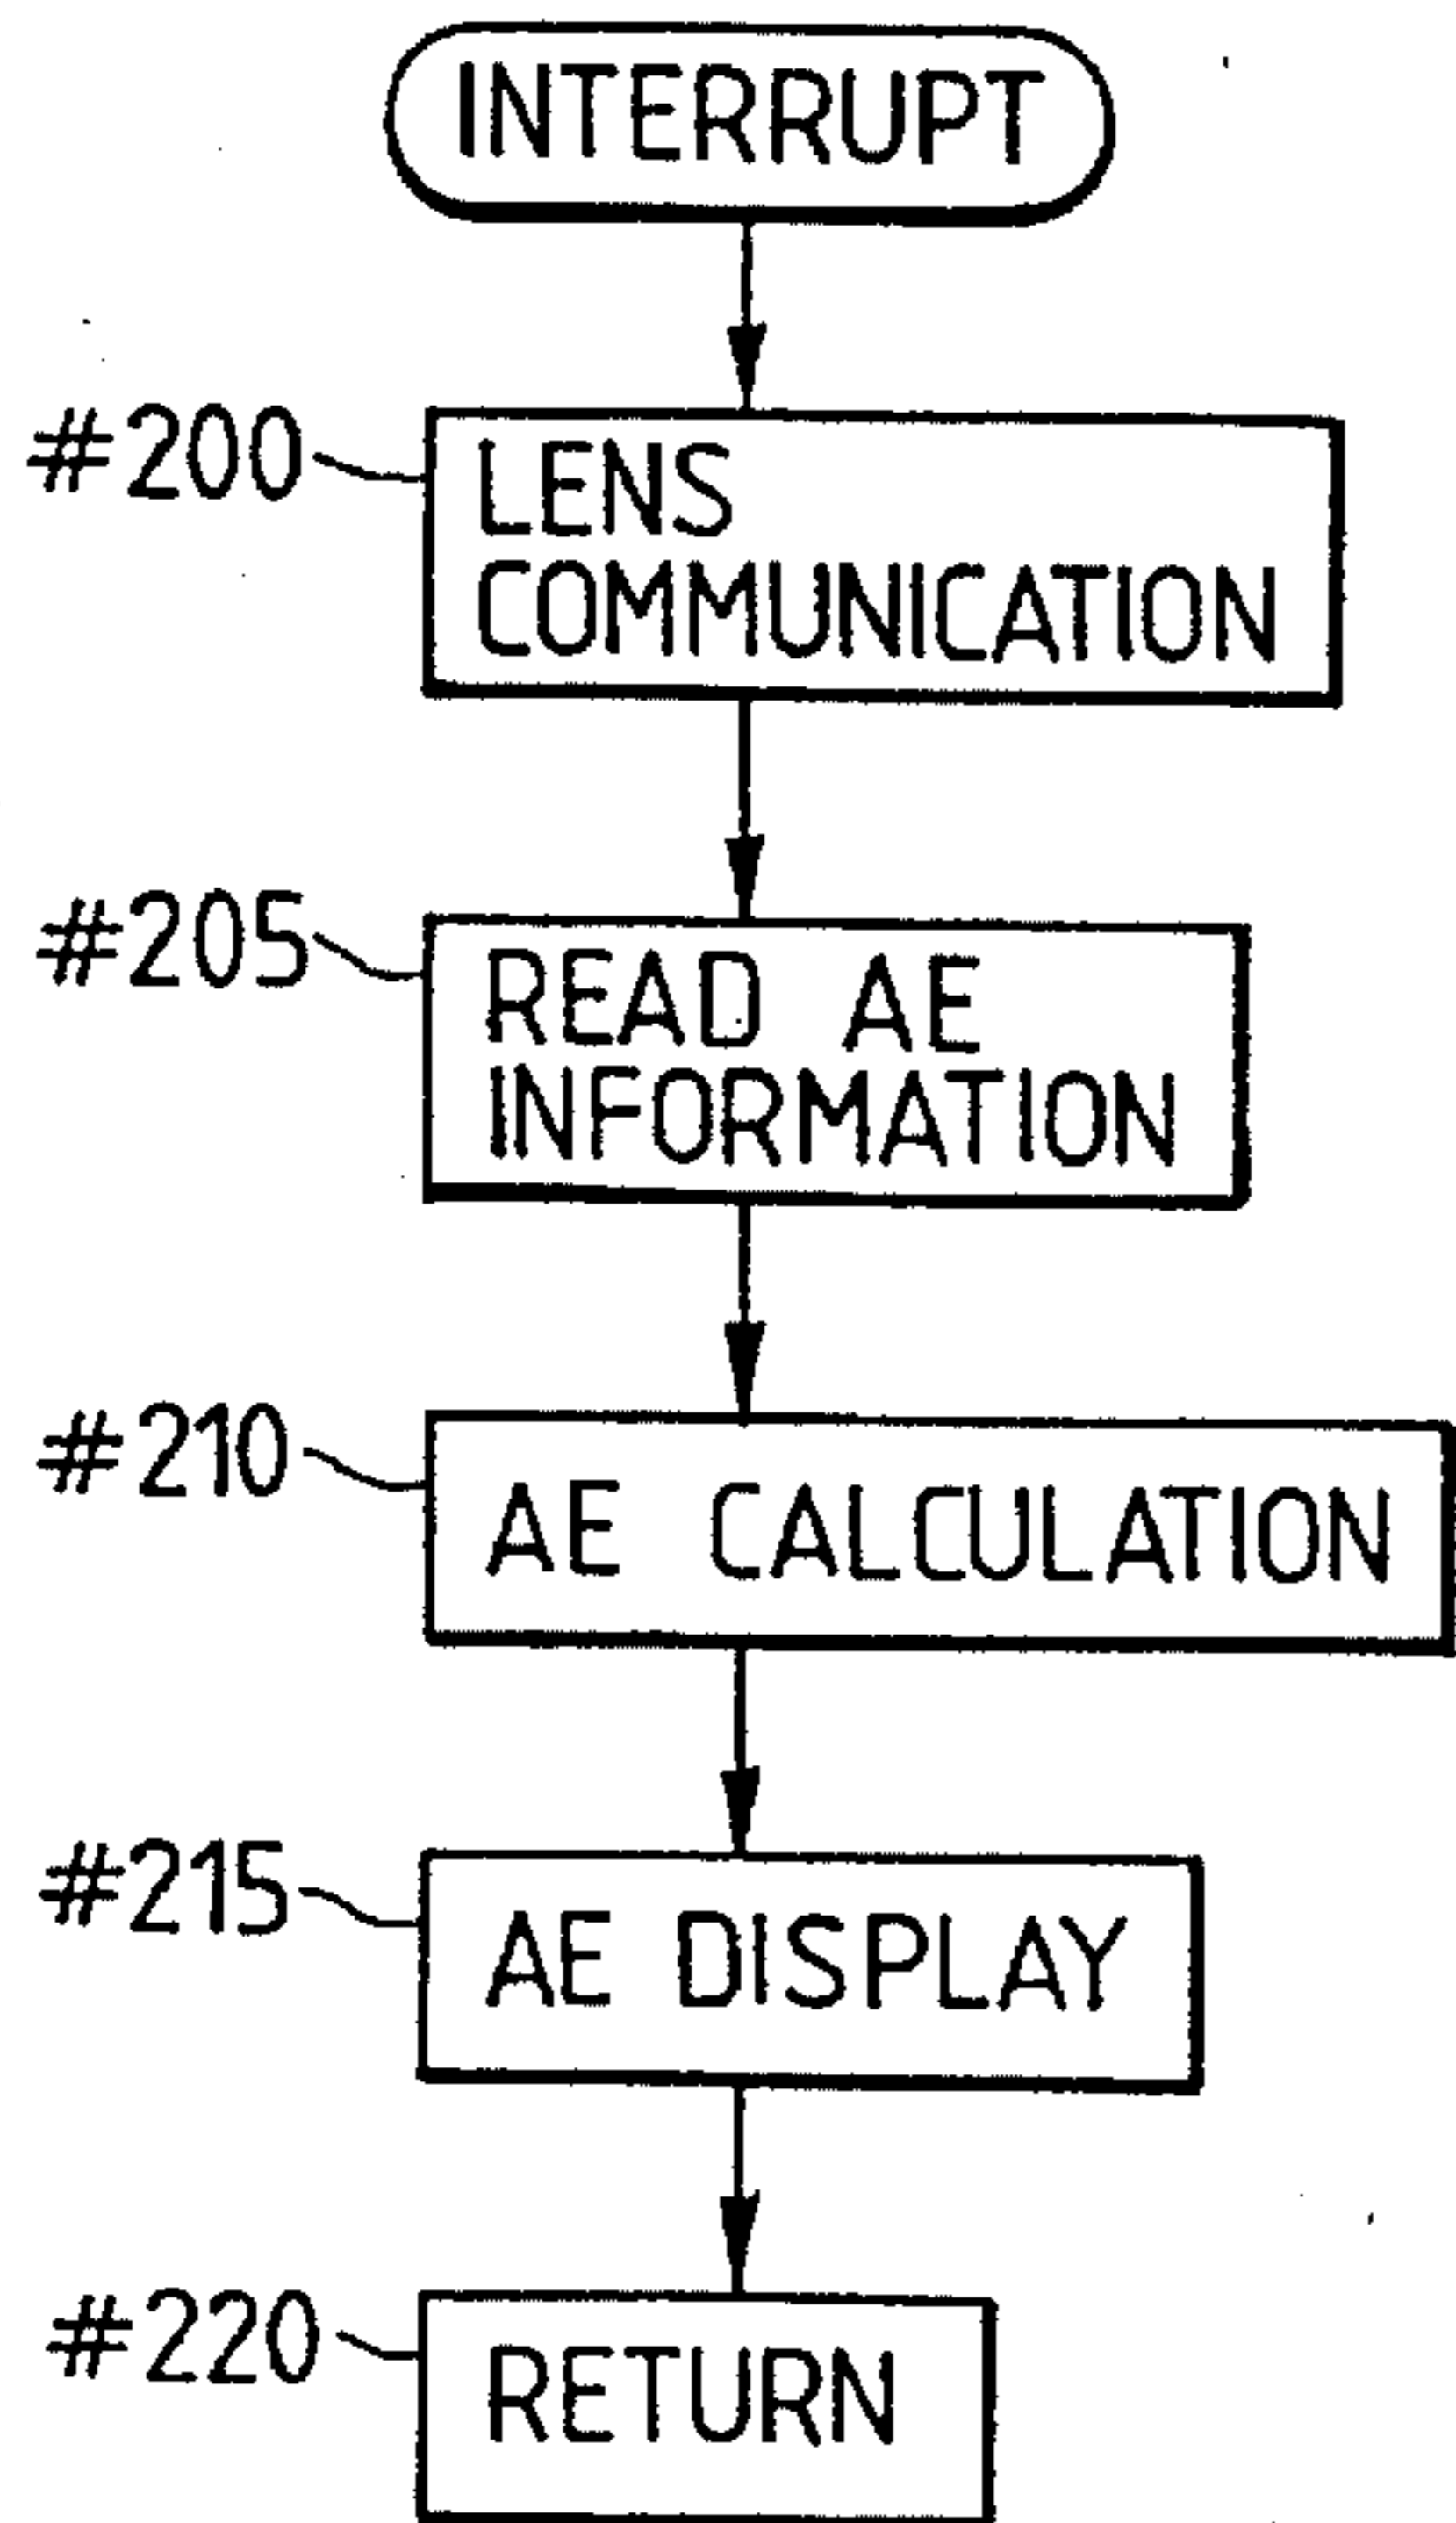 INTERRUPT
#200
LENS
COMMUNICATION
#205
READ AE
INFORMATION
#210
AE CALCULATION
#215
AE DISPLAY
#220
RETURN